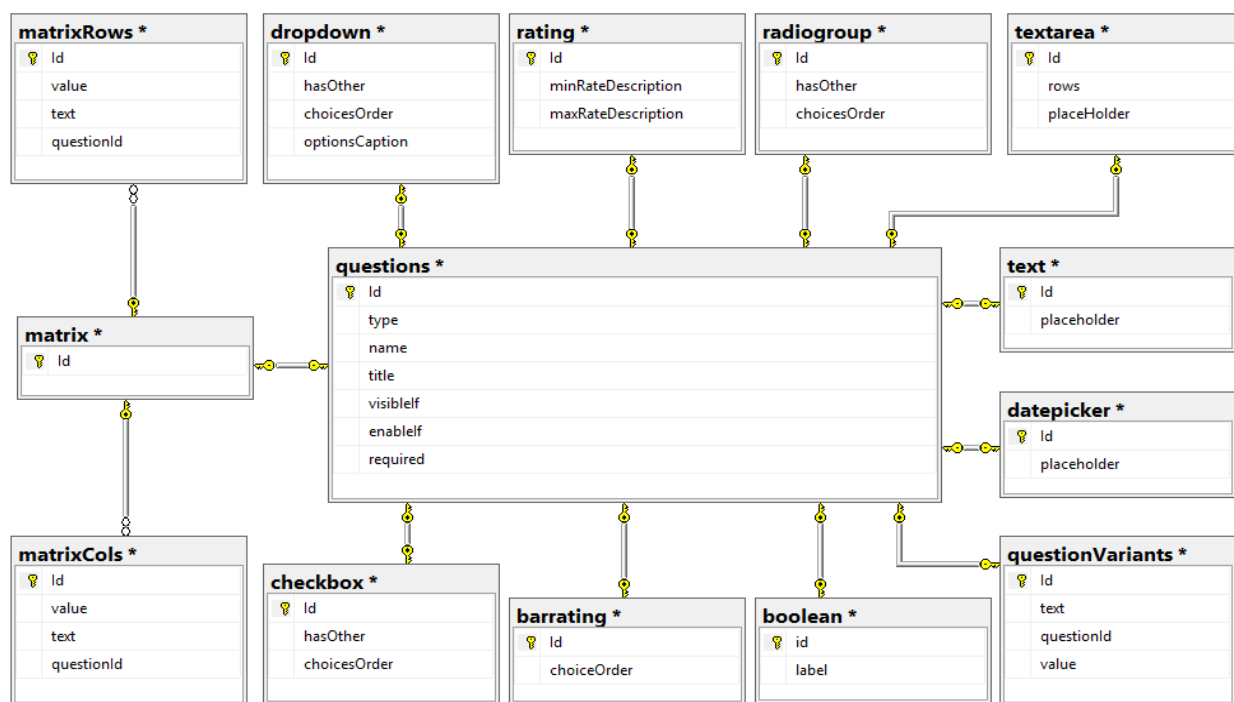 matrixRows *
Id
value
text
questionId
dropdown *
Id
hasOther
choicesOrder
optionsCaption
rating *
Id
minRateDescription
maxRateDescription
radiogroup *
Id
hasOther
choicesOrder
textarea *
Id
rows
placeHolder
questions *
Id
type
name
title
visibleIf
enableIf
required
text *
Id
placeholder
matrix *
Id
datepicker *
Id
placeholder
matrixCols *
Id
value
text
questionId
checkbox *
Id
hasOther
choicesOrder
barrating *
Id
choiceOrder
boolean *
id
label
questionVariants *
Id
text
questionId
value